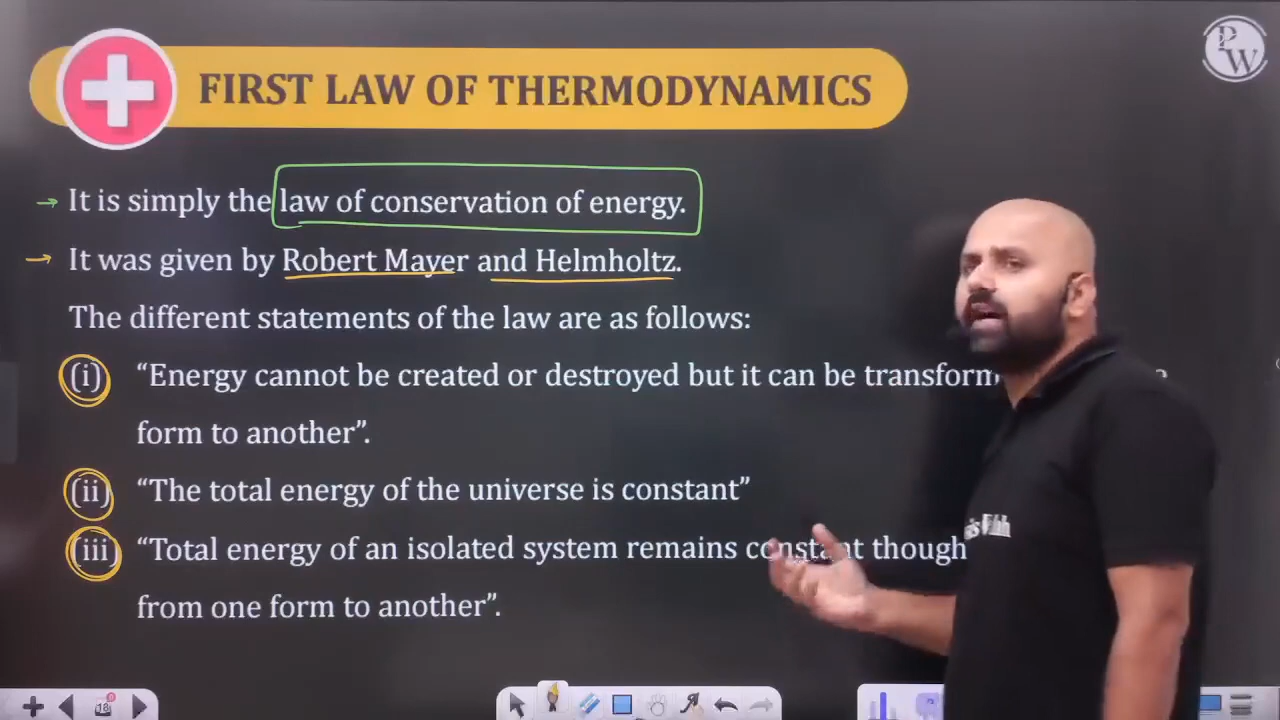 PW
FIRST LAW OF THERMODYNAMICS
→ It is simply the law of conservation of energy.
→ It was given by Robert Mayer and Helmholtz.
The different statements of the law are as follows:
(i) “Energy cannot be created or destroyed but it can be transform
form to another”.
(ii) “The total energy of the universe is constant”
(iii) “Total energy of an isolated system remains constant though
from one form to another”.
18